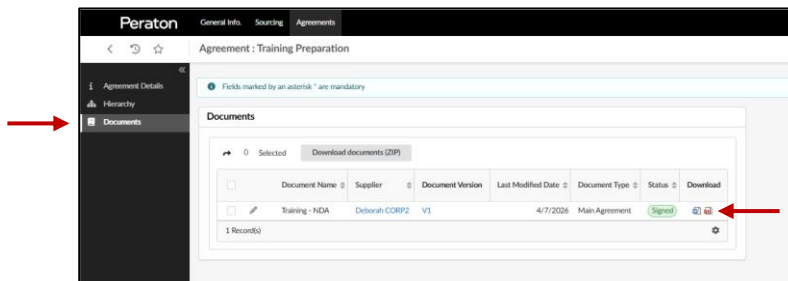 Peraton
General Info. Sourcing Agreements
Agreement : Training Preparation
Agreement Details
Hierarchy
Documents
Fields marked by an asterisk * are mandatory
Documents
0 Selected Download documents (ZIP)
Document Name Supplier Document Version Last Modified Date Document Type Status Download
Training - NDA Deborah CORP2 V1 4/7/2026 Main Agreement Signed
1 Record(s)